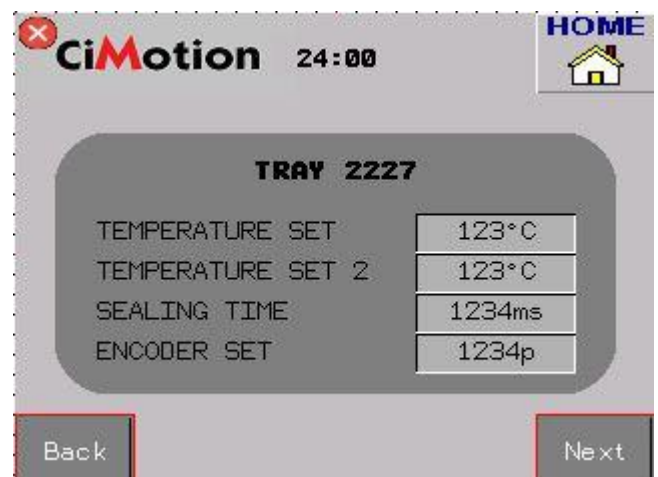 CiMotion 24:00 HOME
TRAY 2227
TEMPERATURE SET 123°C
TEMPERATURE SET 2 123°C
SEALING TIME 1234ms
ENCODER SET 1234p
Back Next